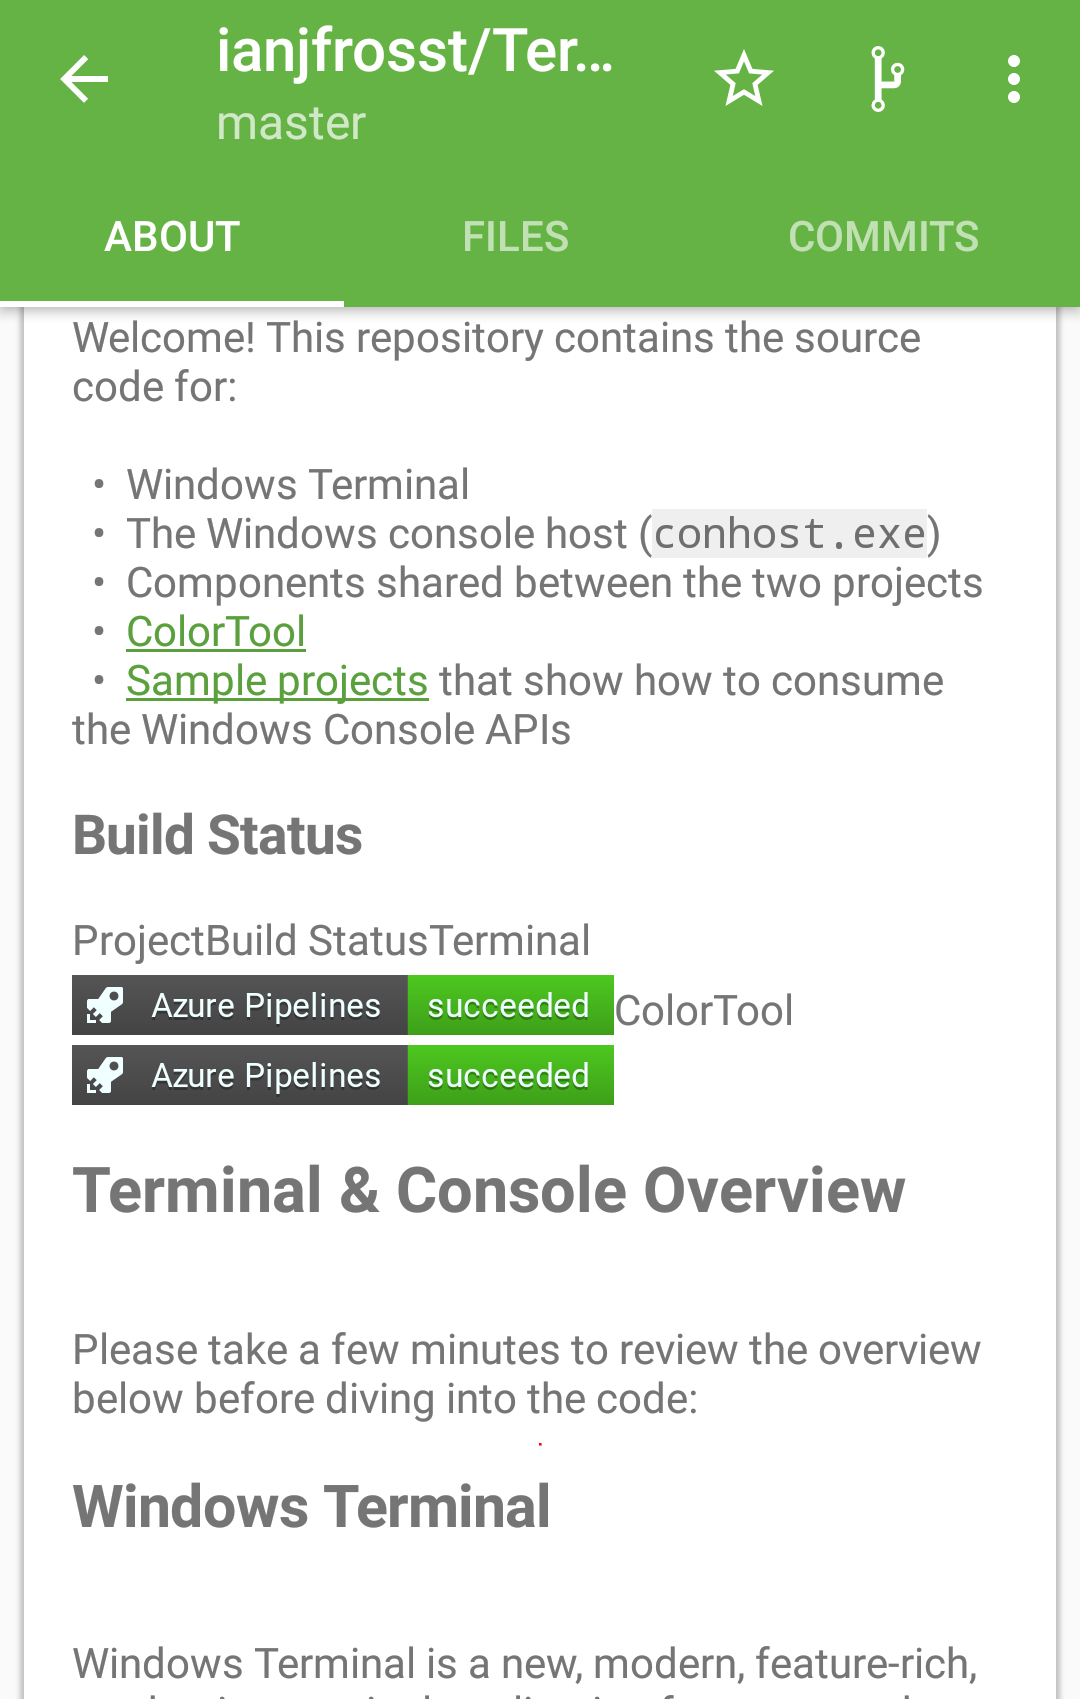 ianjfrosst/Ter...
master
ABOUT
FILES
COMMITS
Welcome! This repository contains the source
code for:
• Windows Terminal
• The Windows console host (conhost.exe)
• Components shared between the two projects
• ColorTool
• Sample projects that show how to consume
the Windows Console APIs
Build Status
ProjectBuild StatusTerminal
Azure Pipelines succeeded ColorTool
Azure Pipelines succeeded
Terminal & Console Overview
Please take a few minutes to review the overview
below before diving into the code:
Windows Terminal
Windows Terminal is a new, modern, feature-rich,